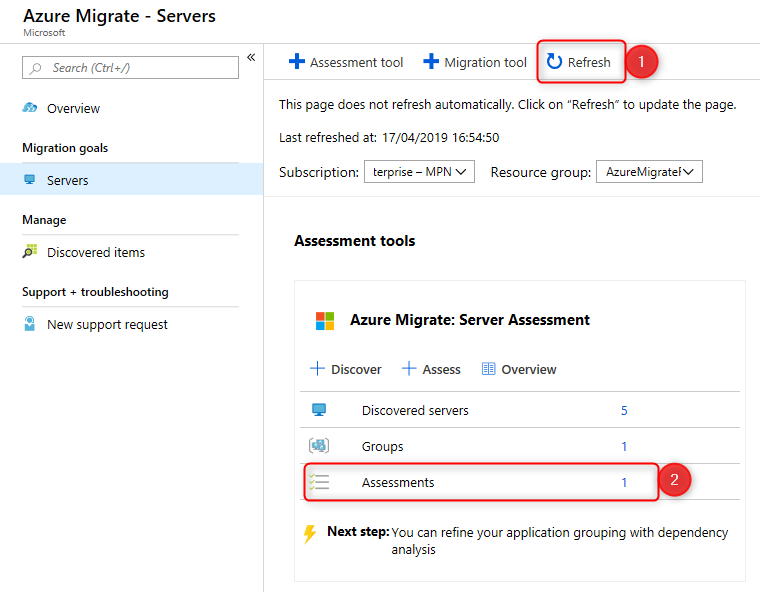 Azure Migrate - Servers
Microsoft
Search (Ctrl+/)
«
Overview
Migration goals
Servers
Manage
Discovered items
Support + troubleshooting
New support request
Assessment tool
Migration tool
Refresh
1
This page does not refresh automatically. Click on “Refresh” to update the page.
Last refreshed at: 17/04/2019 16:54:50
Subscription: terprise – MPN Resource group: AzureMigratef
Assessment tools
Azure Migrate: Server Assessment
Discover
Assess
Overview
Discovered servers 5
Groups 1
Assessments 1
2
Next step: You can refine your application grouping with dependency
analysis